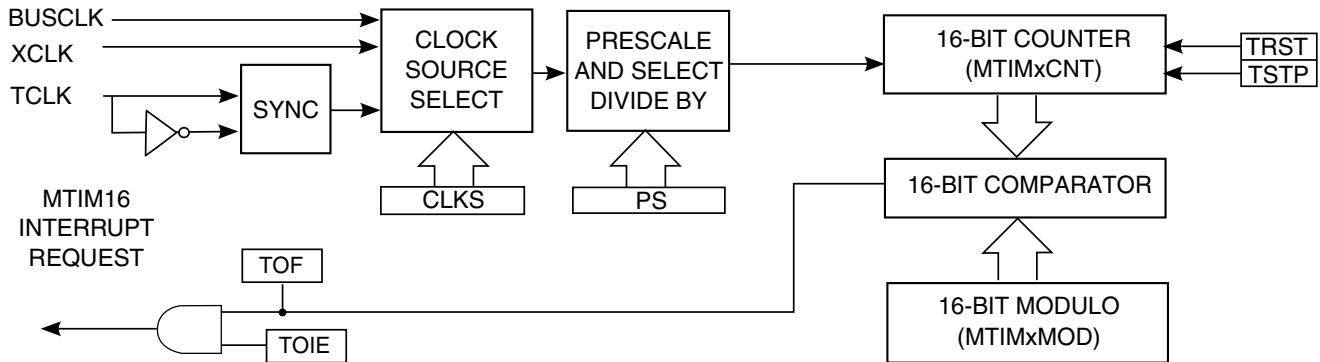 BUSCLK
XCLK
TCLK
SYNC
CLOCK
SOURCE
SELECT
PRESCALE
AND SELECT
DIVIDE BY
16-BIT COUNTER
(MTIMxCNT)
TRST
TSTP
CLKS
PS
16-BIT COMPARATOR
MTIM16
INTERRUPT
REQUEST
TOF
TOIE
16-BIT MODULO
(MTIMxMOD)